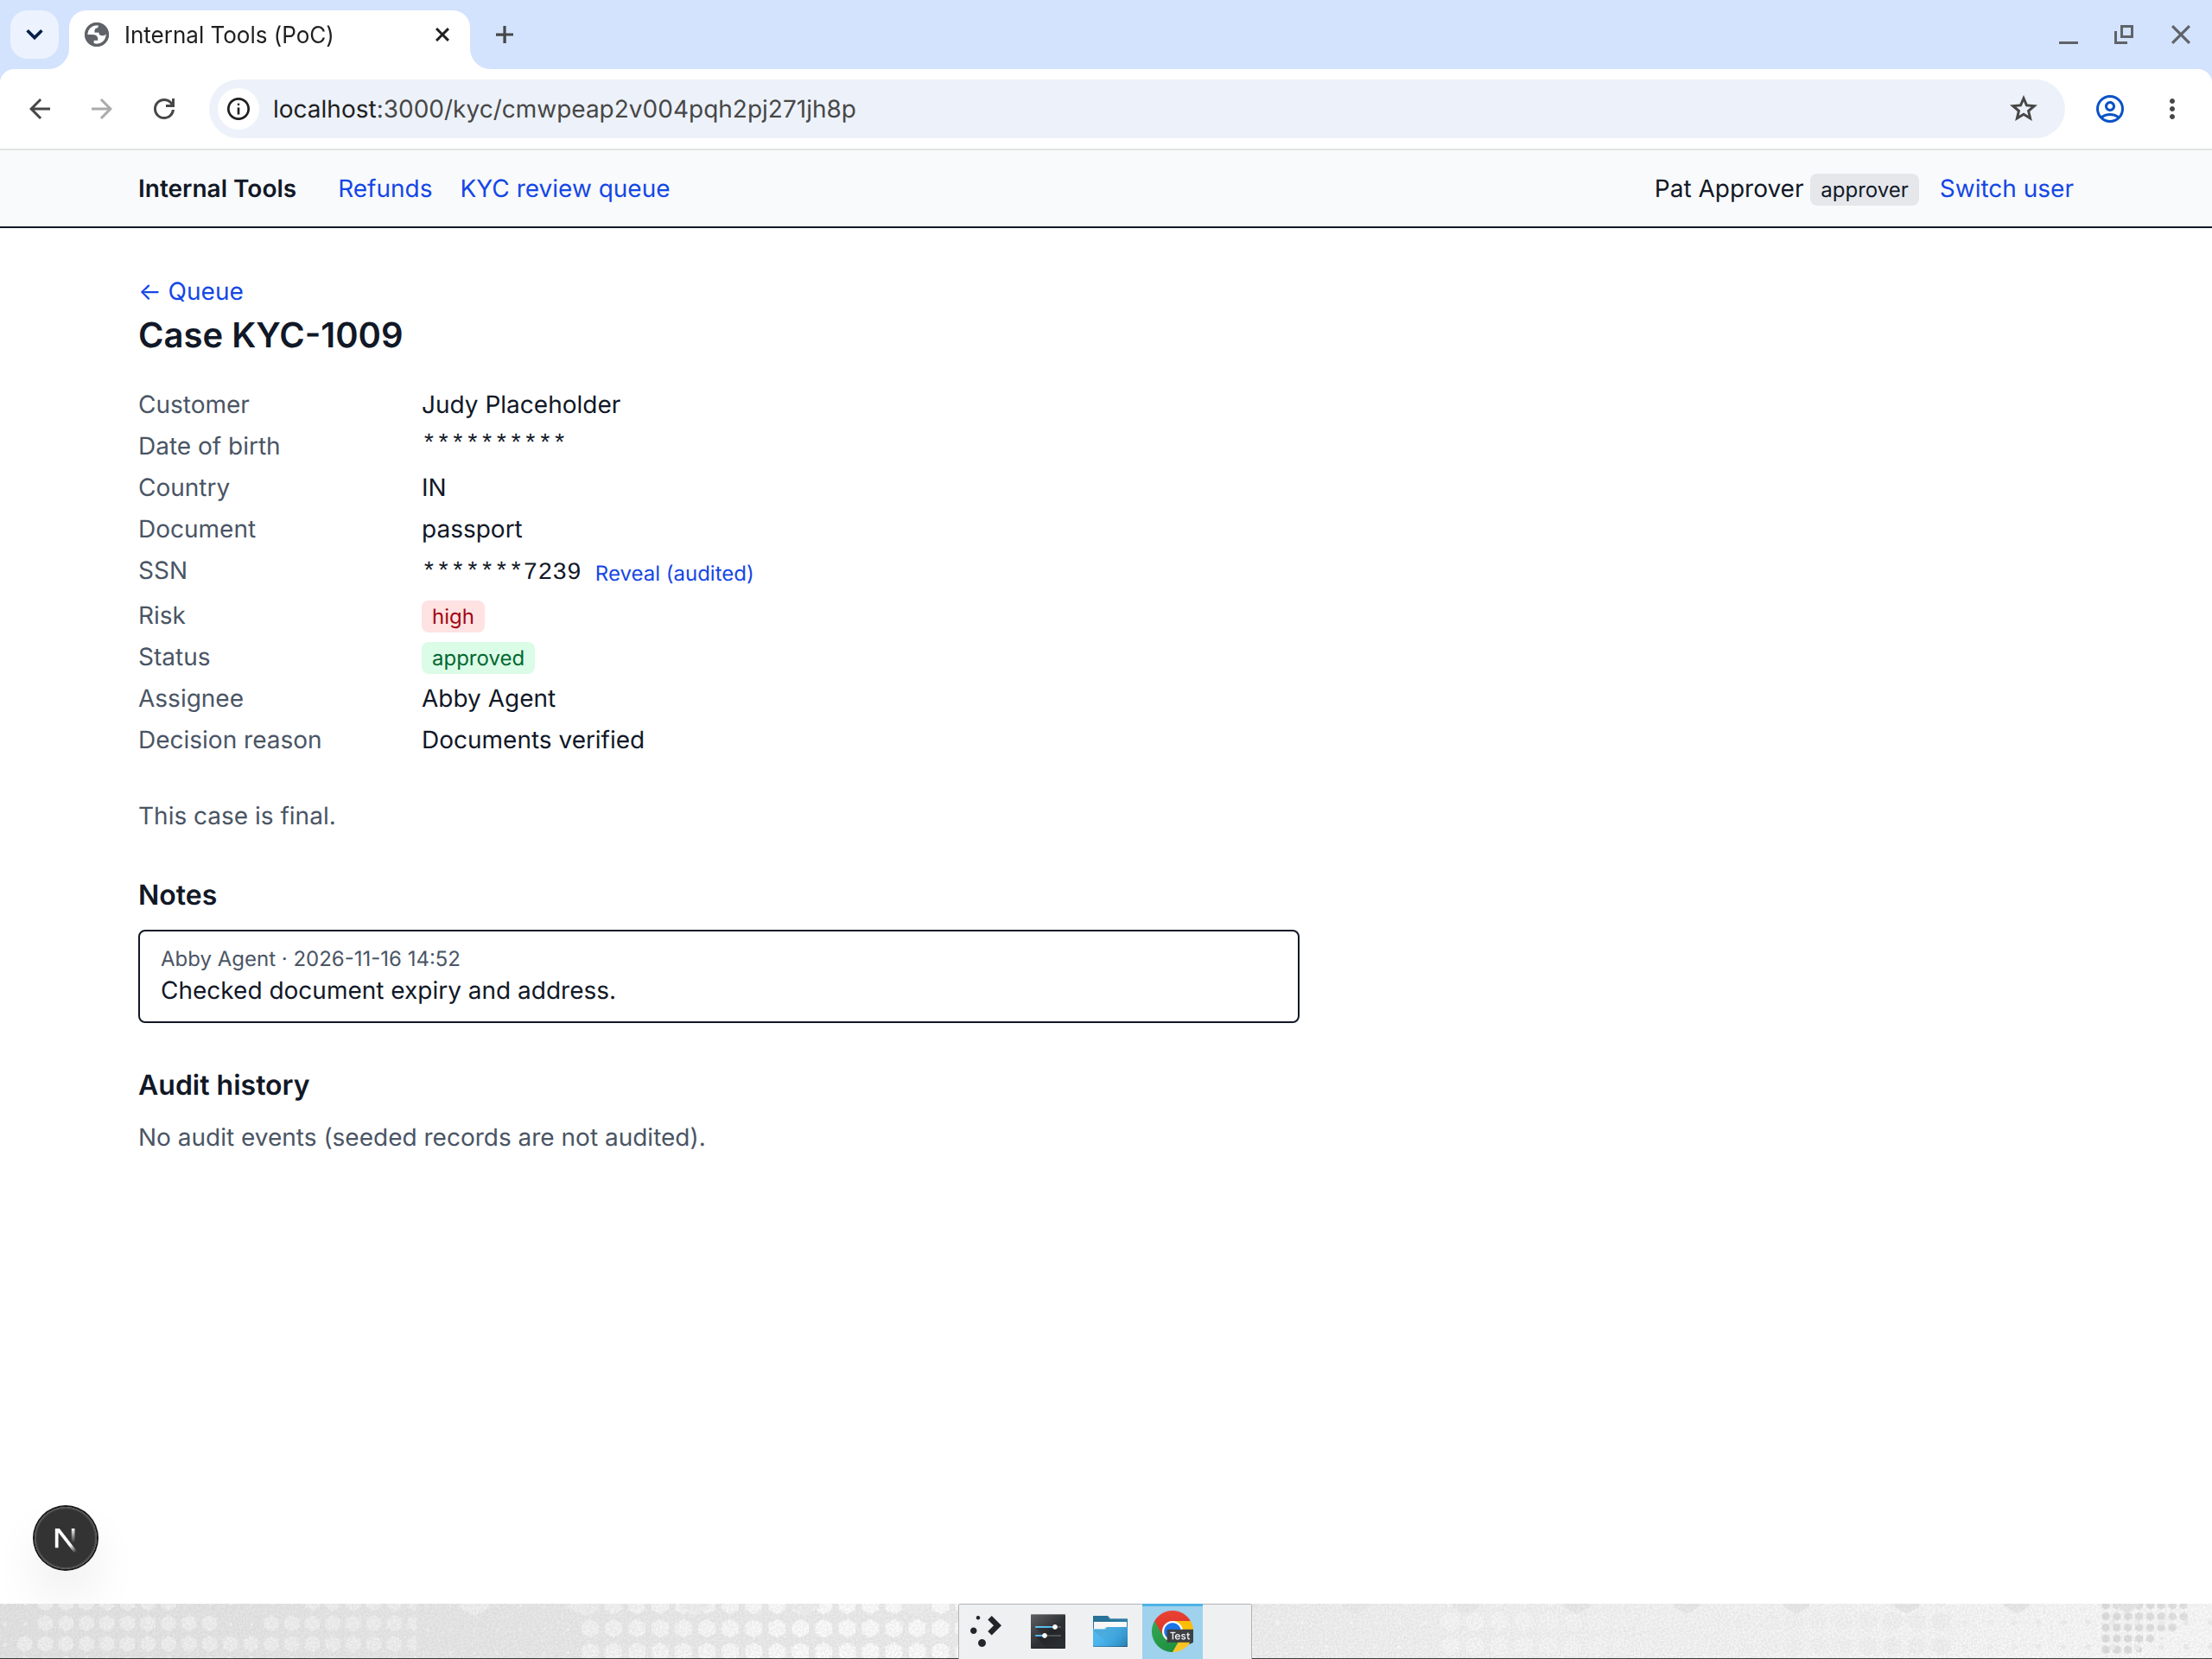 Internal Tools (PoC)
localhost:3000/kyc/cmwpeap2v004pqh2pj271jh8p
Internal Tools Refunds KYC review queue Pat Approver approver Switch user
← Queue
Case KYC-1009
Customer Judy Placeholder
Date of birth **********
Country IN
Document passport
SSN *******7239 Reveal (audited)
Risk high
Status approved
Assignee Abby Agent
Decision reason Documents verified
This case is final.
Notes
Abby Agent · 2026-11-16 14:52
Checked document expiry and address.
Audit history
No audit events (seeded records are not audited).
N
Test